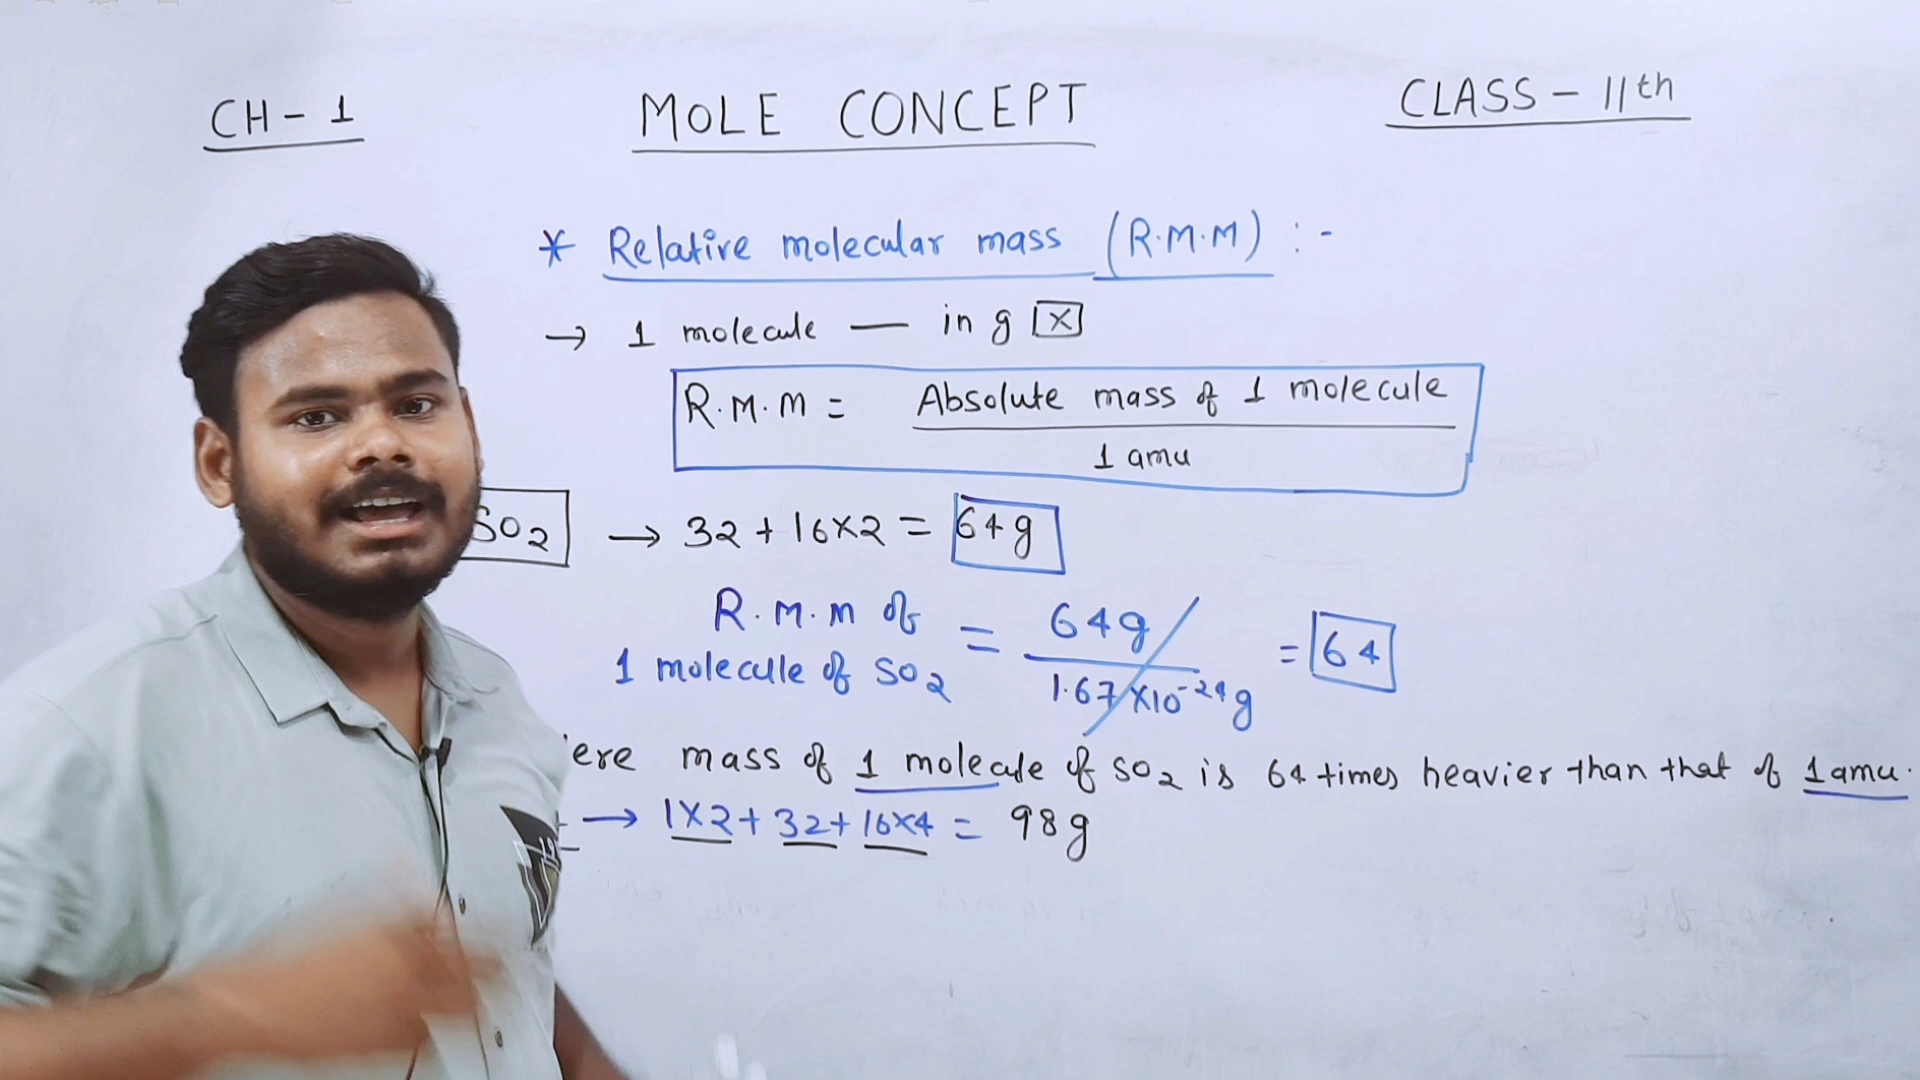 CH - 1
MOLE CONCEPT
CLASS - 11th
* Relative molecular mass (R.M.M) : -
→ 1 molecule — in g [x]
R.M.M = Absolute mass of 1 molecule
1 amu
SO2 → 32 + 16×2 = 64g
R.M.M of
1 molecule of SO2 = 64g / 1.67×10-24g = 64
ere mass of 1 molecule of SO2 is 64 times heavier than that of 1 amu.
→ 1×2 + 32 + 16×4 = 98g